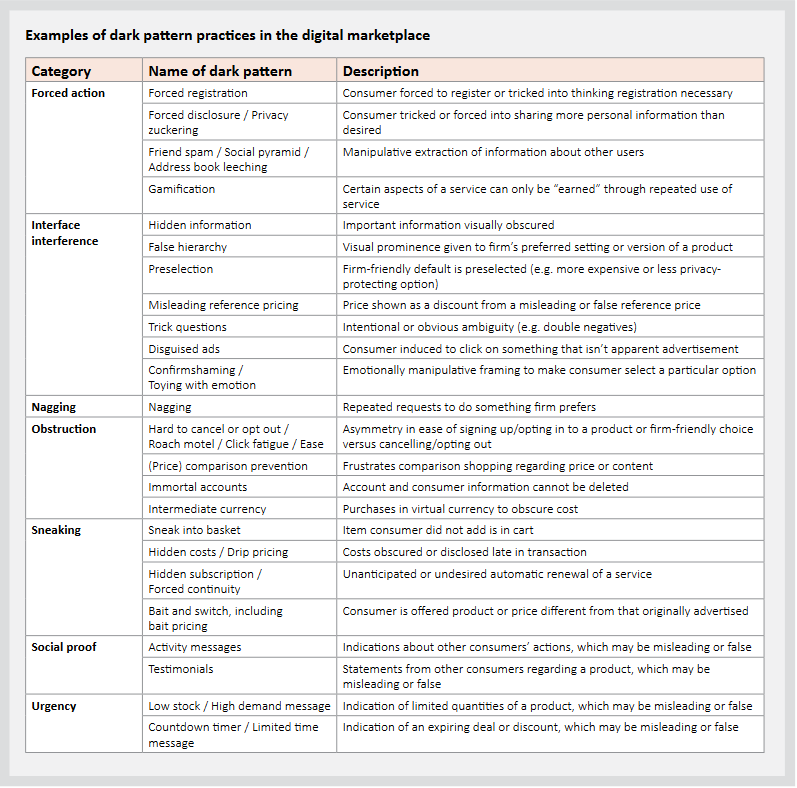 Examples of dark pattern practices in the digital marketplace
Category Name of dark pattern Description
Forced action Forced registration Consumer forced to register or tricked into thinking registration necessary
Forced disclosure / Privacy zuckering Consumer tricked or forced into sharing more personal information than desired
Friend spam / Social pyramid / Address book leeching Manipulative extraction of information about other users
Gamification Certain aspects of a service can only be “earned” through repeated use of service
Interface interference Hidden information Important information visually obscured
False hierarchy Visual prominence given to firm’s preferred setting or version of a product
Preselection Firm-friendly default is preselected (e.g. more expensive or less privacy-protecting option)
Misleading reference pricing Price shown as a discount from a misleading or false reference price
Trick questions Intentional or obvious ambiguity (e.g. double negatives)
Disguised ads Consumer induced to click on something that isn’t apparent advertisement
Confirmshaming / Toying with emotion Emotionally manipulative framing to make consumer select a particular option
Nagging Nagging Repeated requests to do something firm prefers
Obstruction Hard to cancel or opt out / Roach motel / Click fatigue / Ease Asymmetry in ease of signing up/opting in to a product or firm-friendly choice versus cancelling/opting out
(Price) comparison prevention Frustrates comparison shopping regarding price or content
Immortal accounts Account and consumer information cannot be deleted
Intermediate currency Purchases in virtual currency to obscure cost
Sneaking Sneak into basket Item consumer did not add is in cart
Hidden costs / Drip pricing Costs obscured or disclosed late in transaction
Hidden subscription / Forced continuity Unanticipated or undesired automatic renewal of a service
Bait and switch, including bait pricing Consumer is offered product or price different from that originally advertised
Social proof Activity messages Indications about other consumers’ actions, which may be misleading or false
Testimonials Statements from other consumers regarding a product, which may be misleading or false
Urgency Low stock / High demand message Indication of limited quantities of a product, which may be misleading or false
Countdown timer / Limited time message Indication of an expiring deal or discount, which may be misleading or false